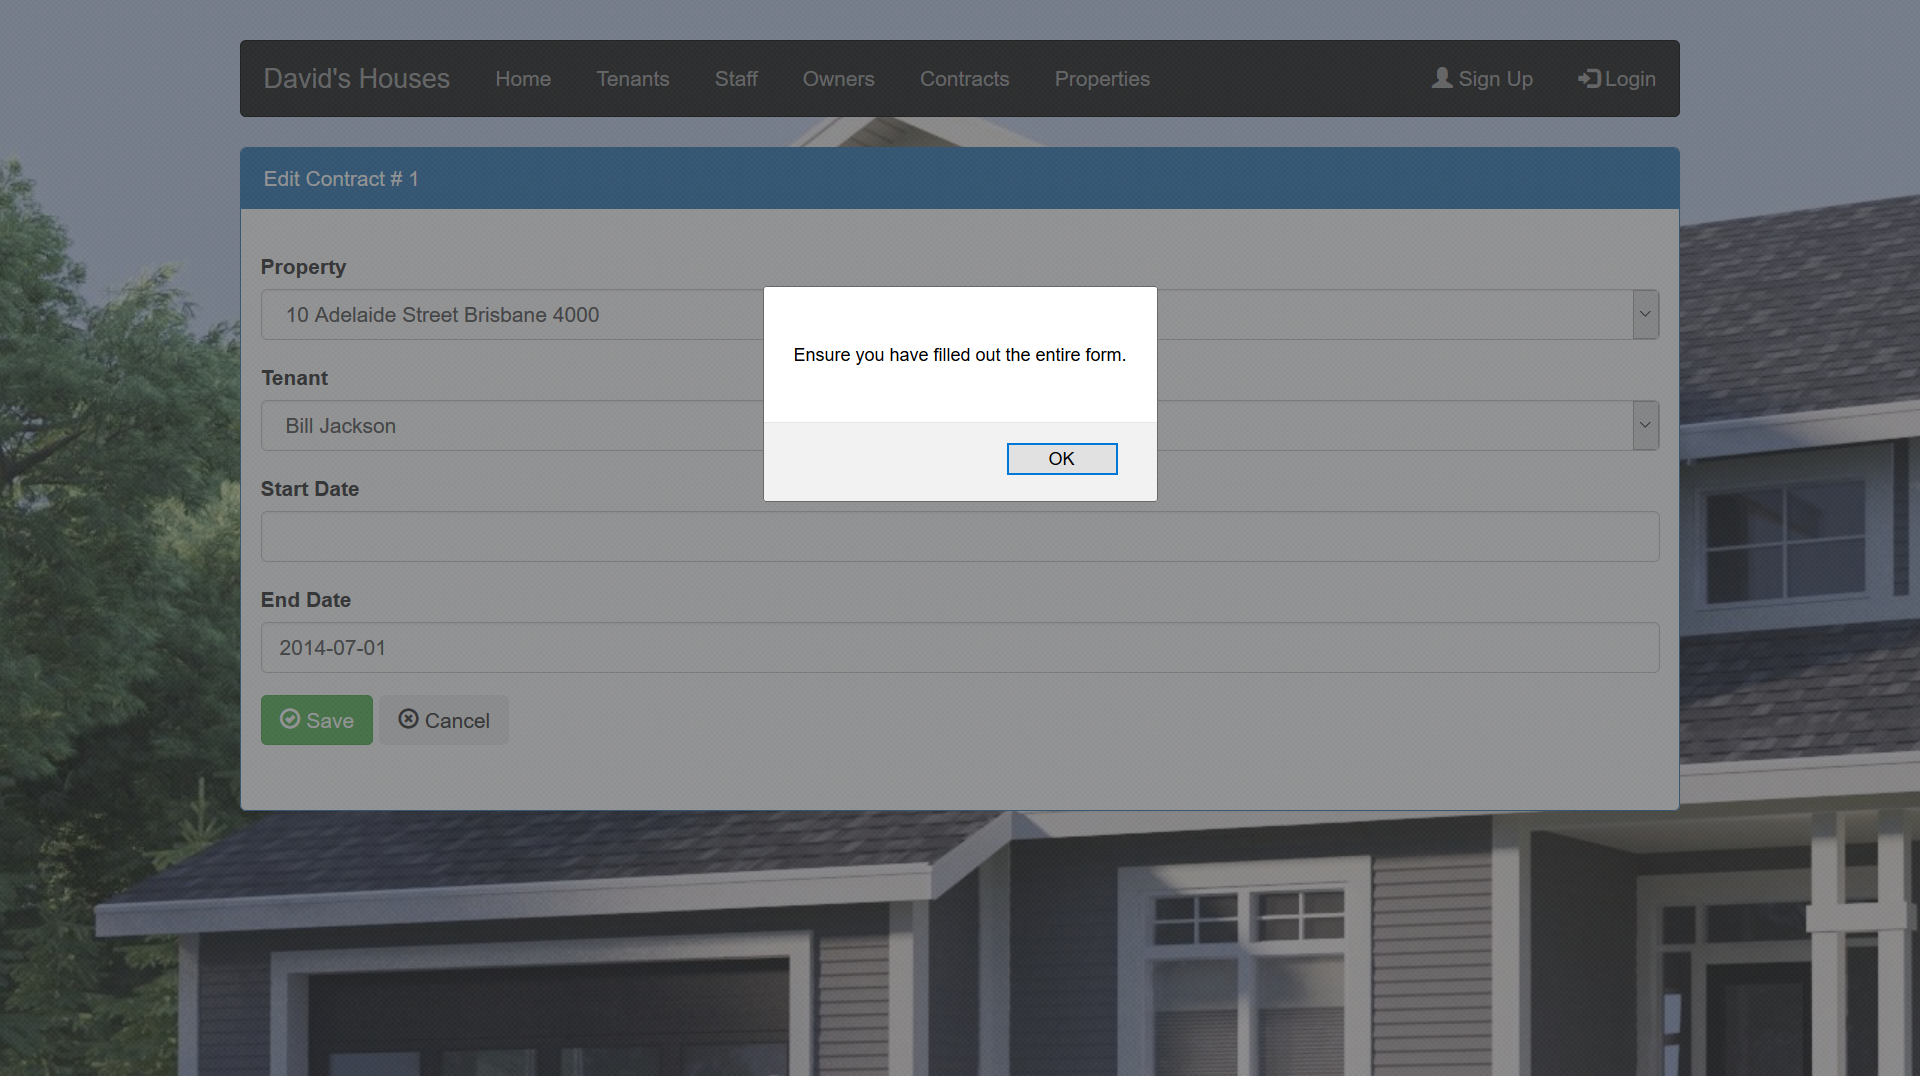 David's Houses Home Tenants Staff Owners Contracts Properties Sign Up Login
Edit Contract # 1
Property
10 Adelaide Street Brisbane 4000
Ensure you have filled out the entire form.
Tenant
Bill Jackson
OK
Start Date
End Date
2014-07-01
Save Cancel